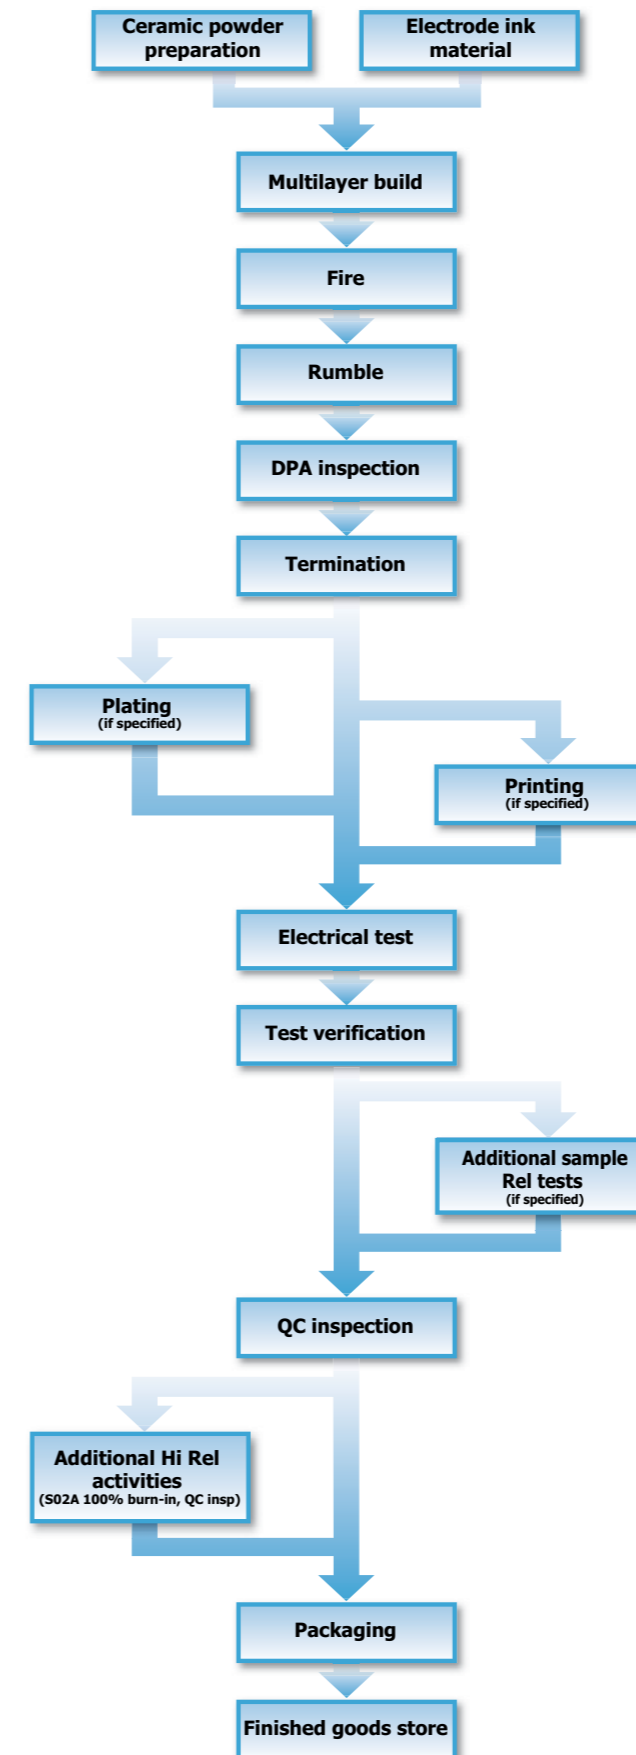 Ceramic powder
preparation
Electrode ink
material
Multilayer build
Fire
Rumble
DPA inspection
Termination
Plating
(if specified)
Printing
(if specified)
Electrical test
Test verification
Additional sample
Rel tests
(if specified)
QC inspection
Additional Hi Rel
activities
(S02A 100% burn-in, QC insp)
Packaging
Finished goods store